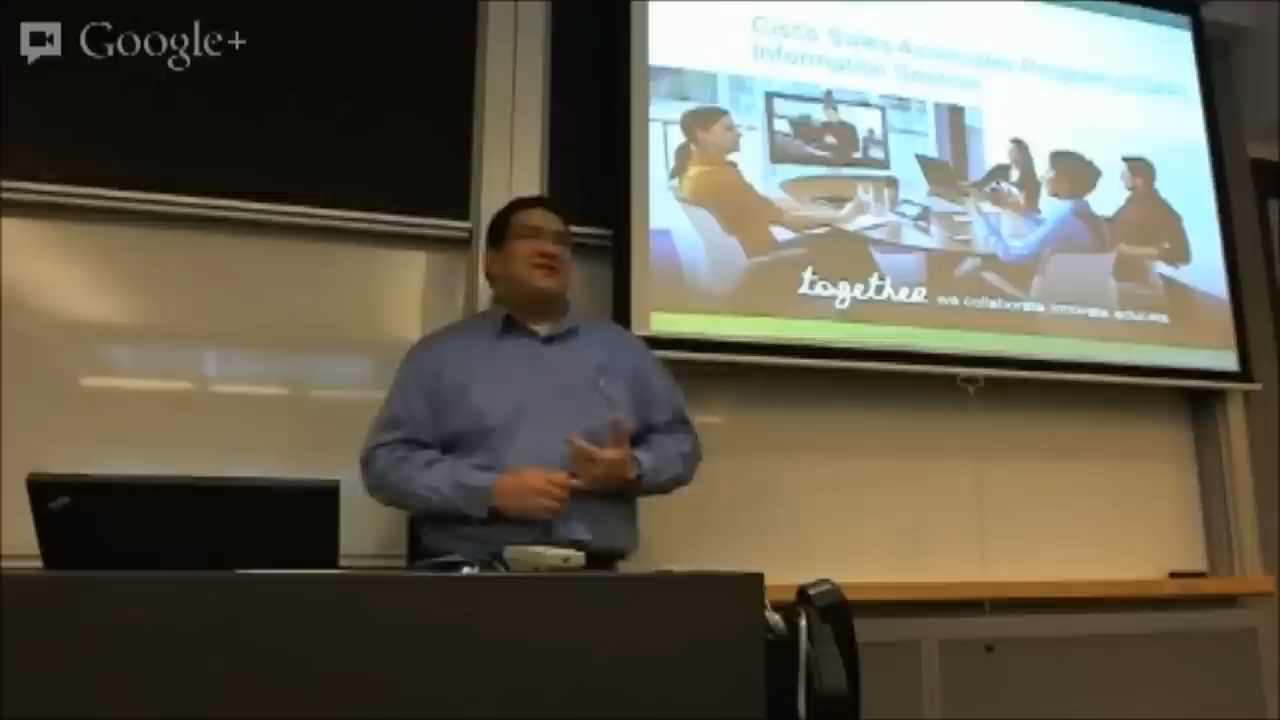 Google+
Cisco Sales Associates Program
Information Session
together we collaborate innovate educate